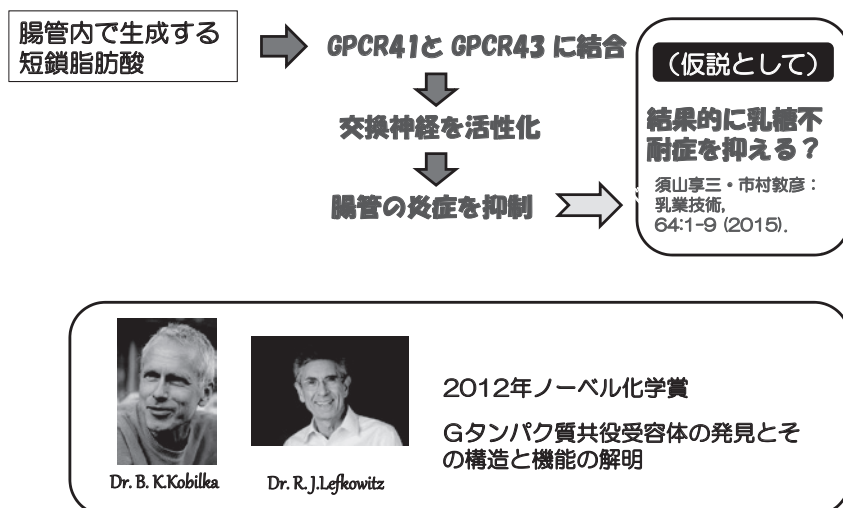 腸管内で生成する
短鎖脂肪酸
GPCR41と GPCR43 に結合
交換神経を活性化
腸管の炎症を抑制
（仮説として）
結果的に乳糖不
耐症を抑える？
須山享三・市村敦彦：
乳業技術,
64:1-9 (2015).
2012年ノーベル化学賞
Gタンパク質共役受容体の発見とそ
の構造と機能の解明
Dr. B. K.Kobilka
Dr. R. J.Lefkowitz